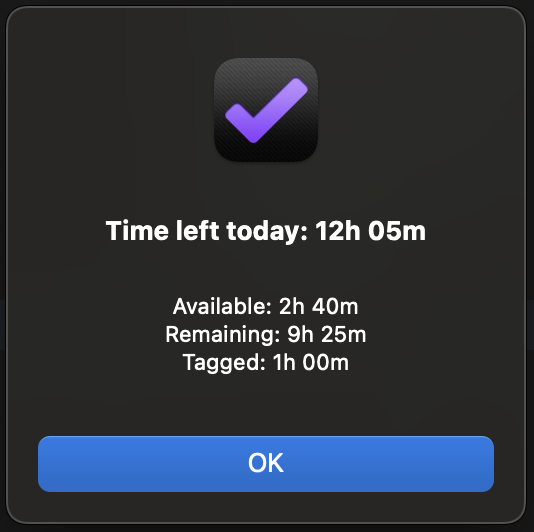 Time left today: 12h 05m
Available: 2h 40m
Remaining: 9h 25m
Tagged: 1h 00m
OK